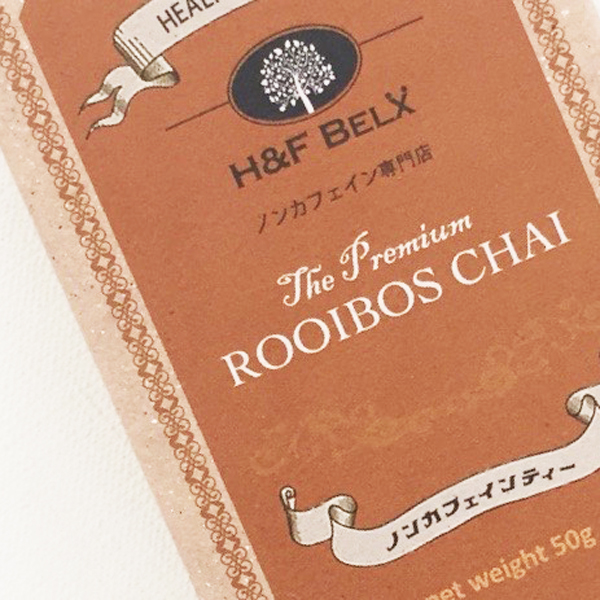 H&F BELX
ノンカフェイン専門店
The Premium
ROOIBOS CHAI
ノンカフェインティー
net weight 50g